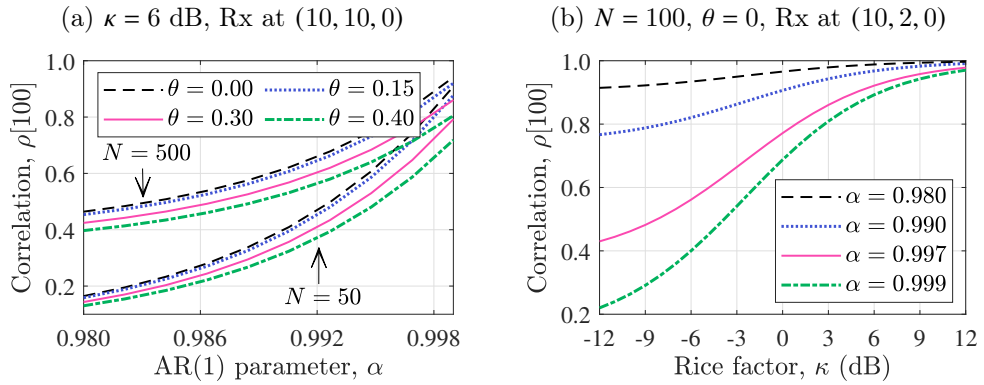 (a) κ = 6 dB, Rx at (10, 10, 0)
Correlation, ρ[100]
1.0
0.8
0.6
0.4
0.2
θ = 0.00
θ = 0.15
θ = 0.30
θ = 0.40
N = 500
N = 50
0.980 0.986 0.992 0.998
AR(1) parameter, α
(b) N = 100, θ = 0, Rx at (10, 2, 0)
Correlation, ρ[100]
1.0
0.8
0.6
0.4
0.2
α = 0.980
α = 0.990
α = 0.997
α = 0.999
-12 -9 -6 -3 0 3 6 9 12
Rice factor, κ (dB)